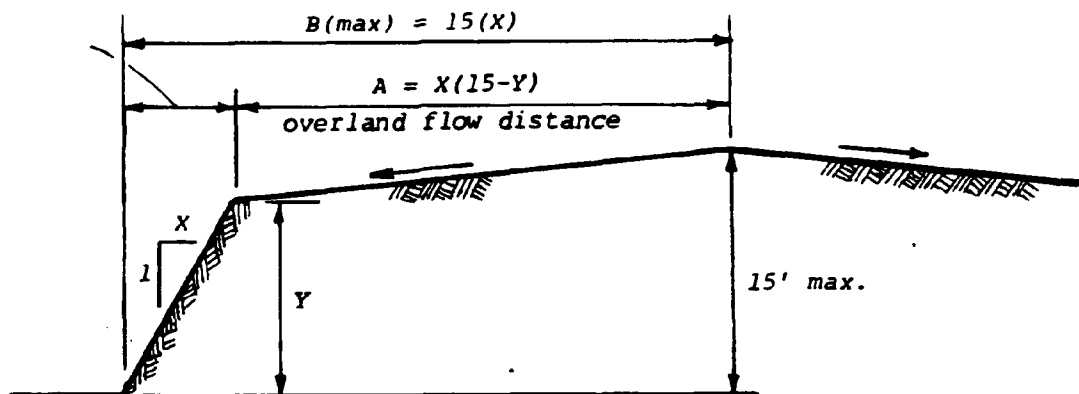 B(max) = 15(X)
A = X(15-Y)
overland flow distance
X
1
Y
15' max.